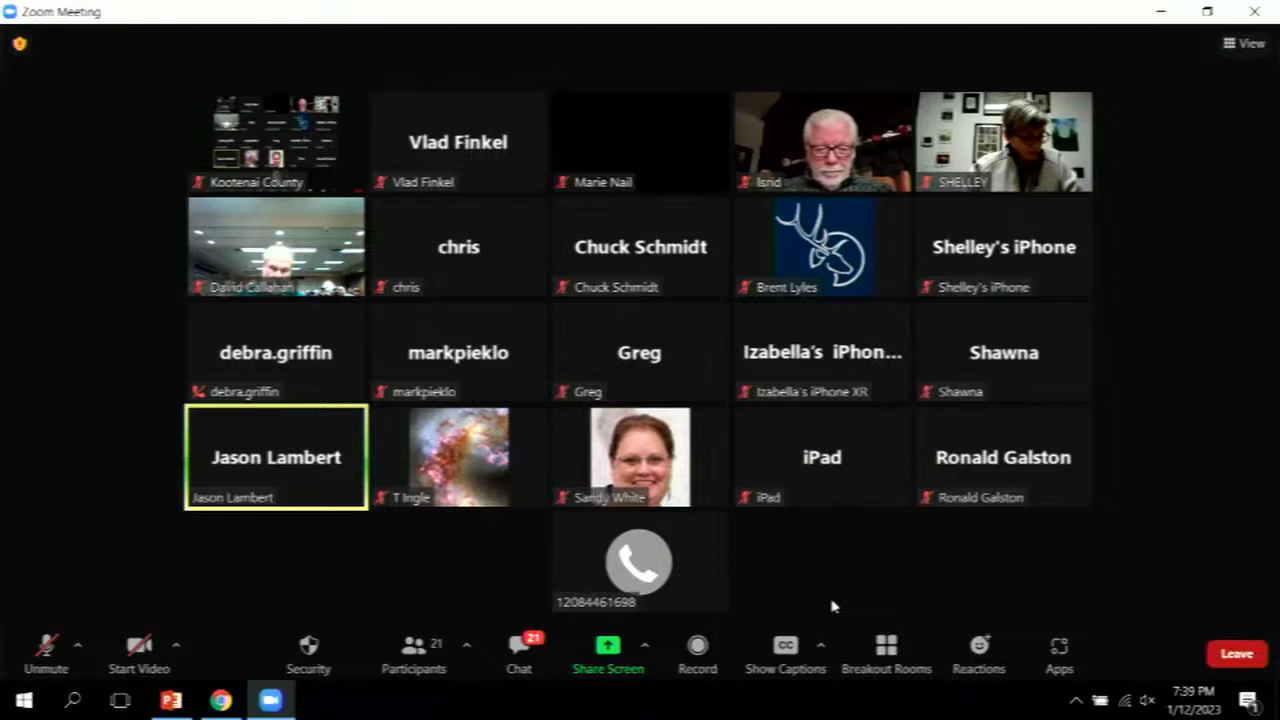 Zoom Meeting
View
Kootenai County
Vlad Finkel
Vlad Finkel
Marie Nail
SHELLEY
David Callahan
chris
chris
Chuck Schmidt
Chuck Schmidt
Brent Lyles
Shelley's iPhone
Shelley's iPhone
debra.griffin
debra.griffin
markpieklo
markpieklo
Greg
Greg
Izabella's iPhon...
Izabella's iPhone XR
Shawna
Shawna
Jason Lambert
Jason Lambert
T Ingle
Sandy White
iPad
iPad
Ronald Galston
Ronald Galston
12084461698
21
21
CC
Unmute
Start Video
Security
Participants
Chat
Share Screen
Record
Show Captions
Breakout Rooms
Reactions
Apps
Leave
7:39 PM
1/12/2023